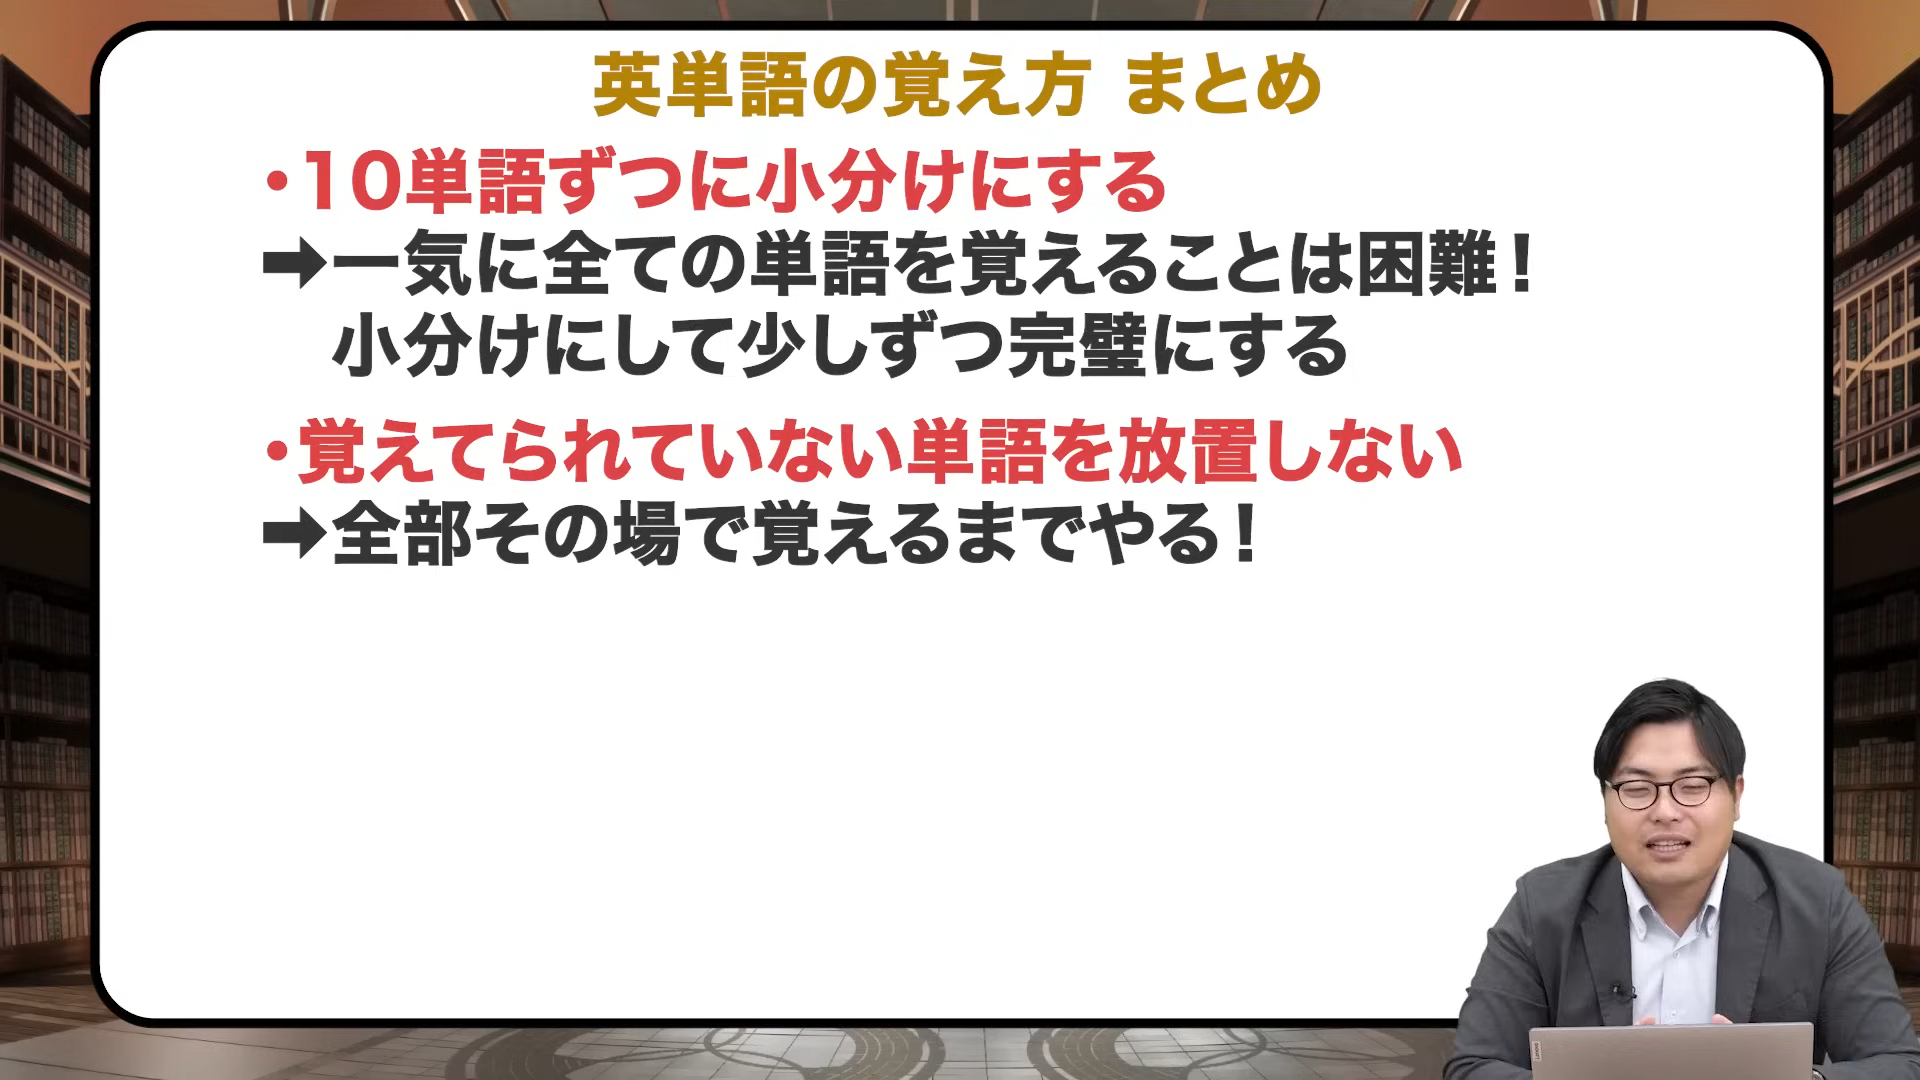 英単語の覚え方 まとめ
・10単語ずつに小分けにする
➡一気に全ての単語を覚えることは困難！
小分けにして少しずつ完璧にする
・覚えてられていない単語を放置しない
➡全部その場で覚えるまでやる！
Lenovo